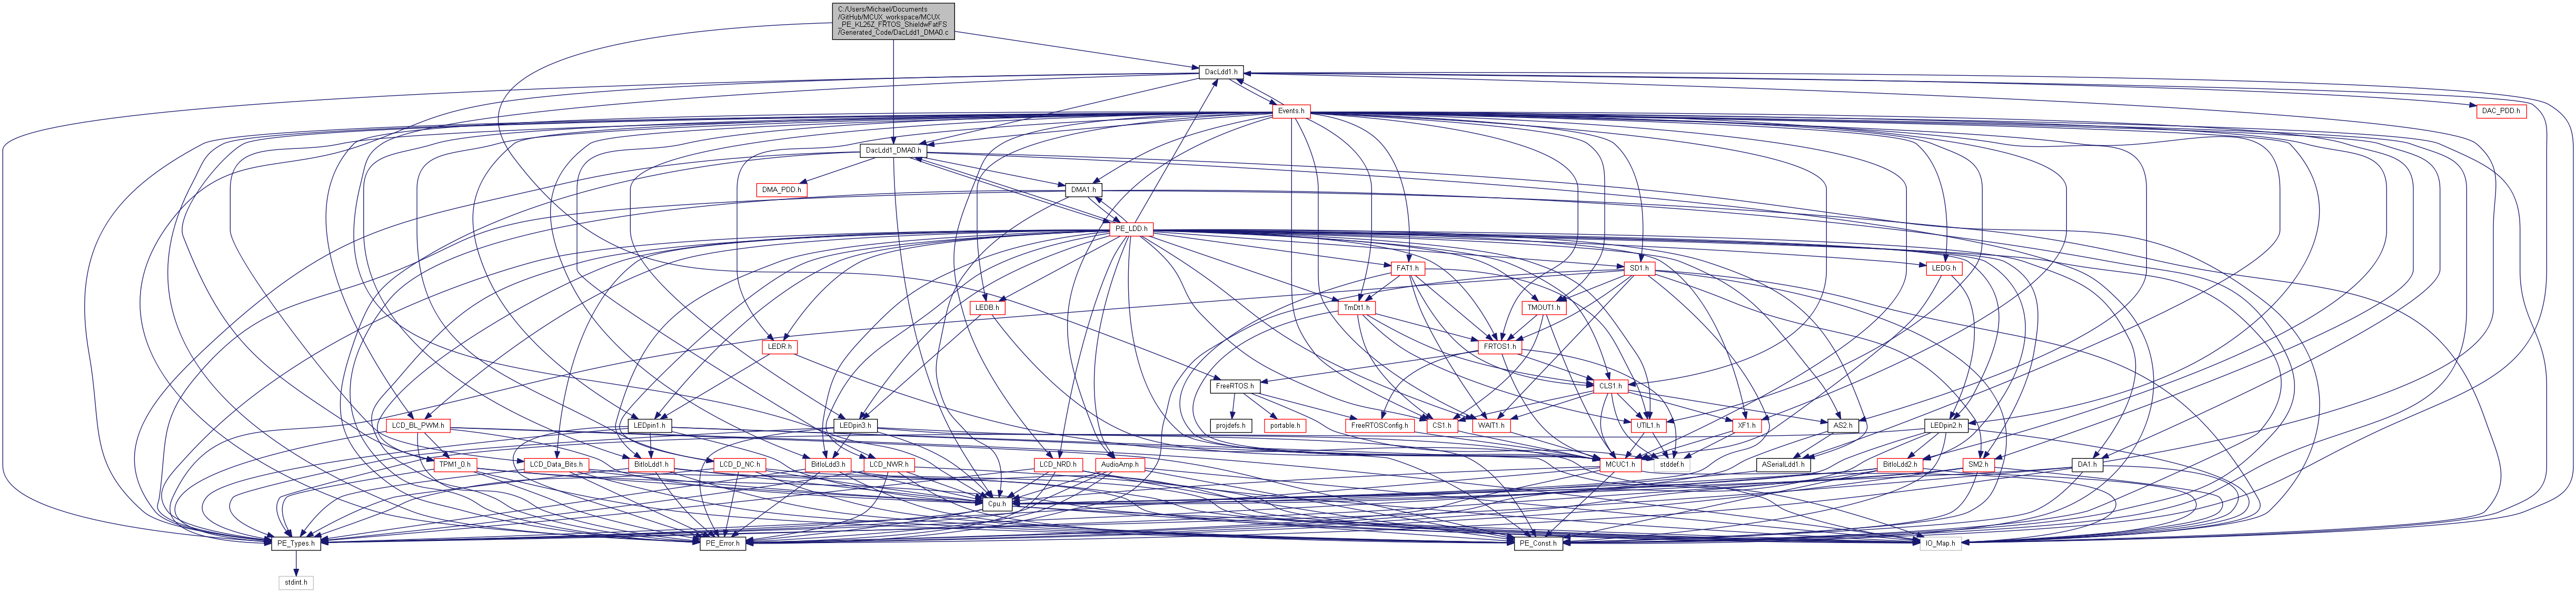 C:/Users/Michael/Documents
/GitHub/MCUX_workspace/MCUX
_PE_KL25Z_FRTOS_ShieldwFatFS
/Generated_Code/DacLdd1_DMA0.c
DacLdd1.h
Events.h
DAC_PDD.h
DacLdd1_DMA0.h
DMA_PDD.h
DMA1.h
PE_LDD.h
FAT1.h
SD1.h
LEDG.h
LEDB.h
TmDt1.h
TMOUT1.h
LEDR.h
FRTOS1.h
FreeRTOS.h
CLS1.h
LCD_BL_PWM.h
LEDpin1.h
LEDpin3.h
projdefs.h
portable.h
FreeRTOSConfig.h
CS1.h
WAIT1.h
UTIL1.h
XF1.h
AS2.h
LEDpin2.h
TPM1_0.h
LCD_Data_Bits.h
BitIoLdd1.h
LCD_D_NC.h
BitIoLdd3.h
LCD_NWR.h
LCD_NRD.h
AudioAmp.h
MCUC1.h
stddef.h
ASerialLdd1.h
BitIoLdd2.h
SM2.h
DA1.h
Cpu.h
PE_Types.h
PE_Error.h
PE_Const.h
IO_Map.h
stdint.h